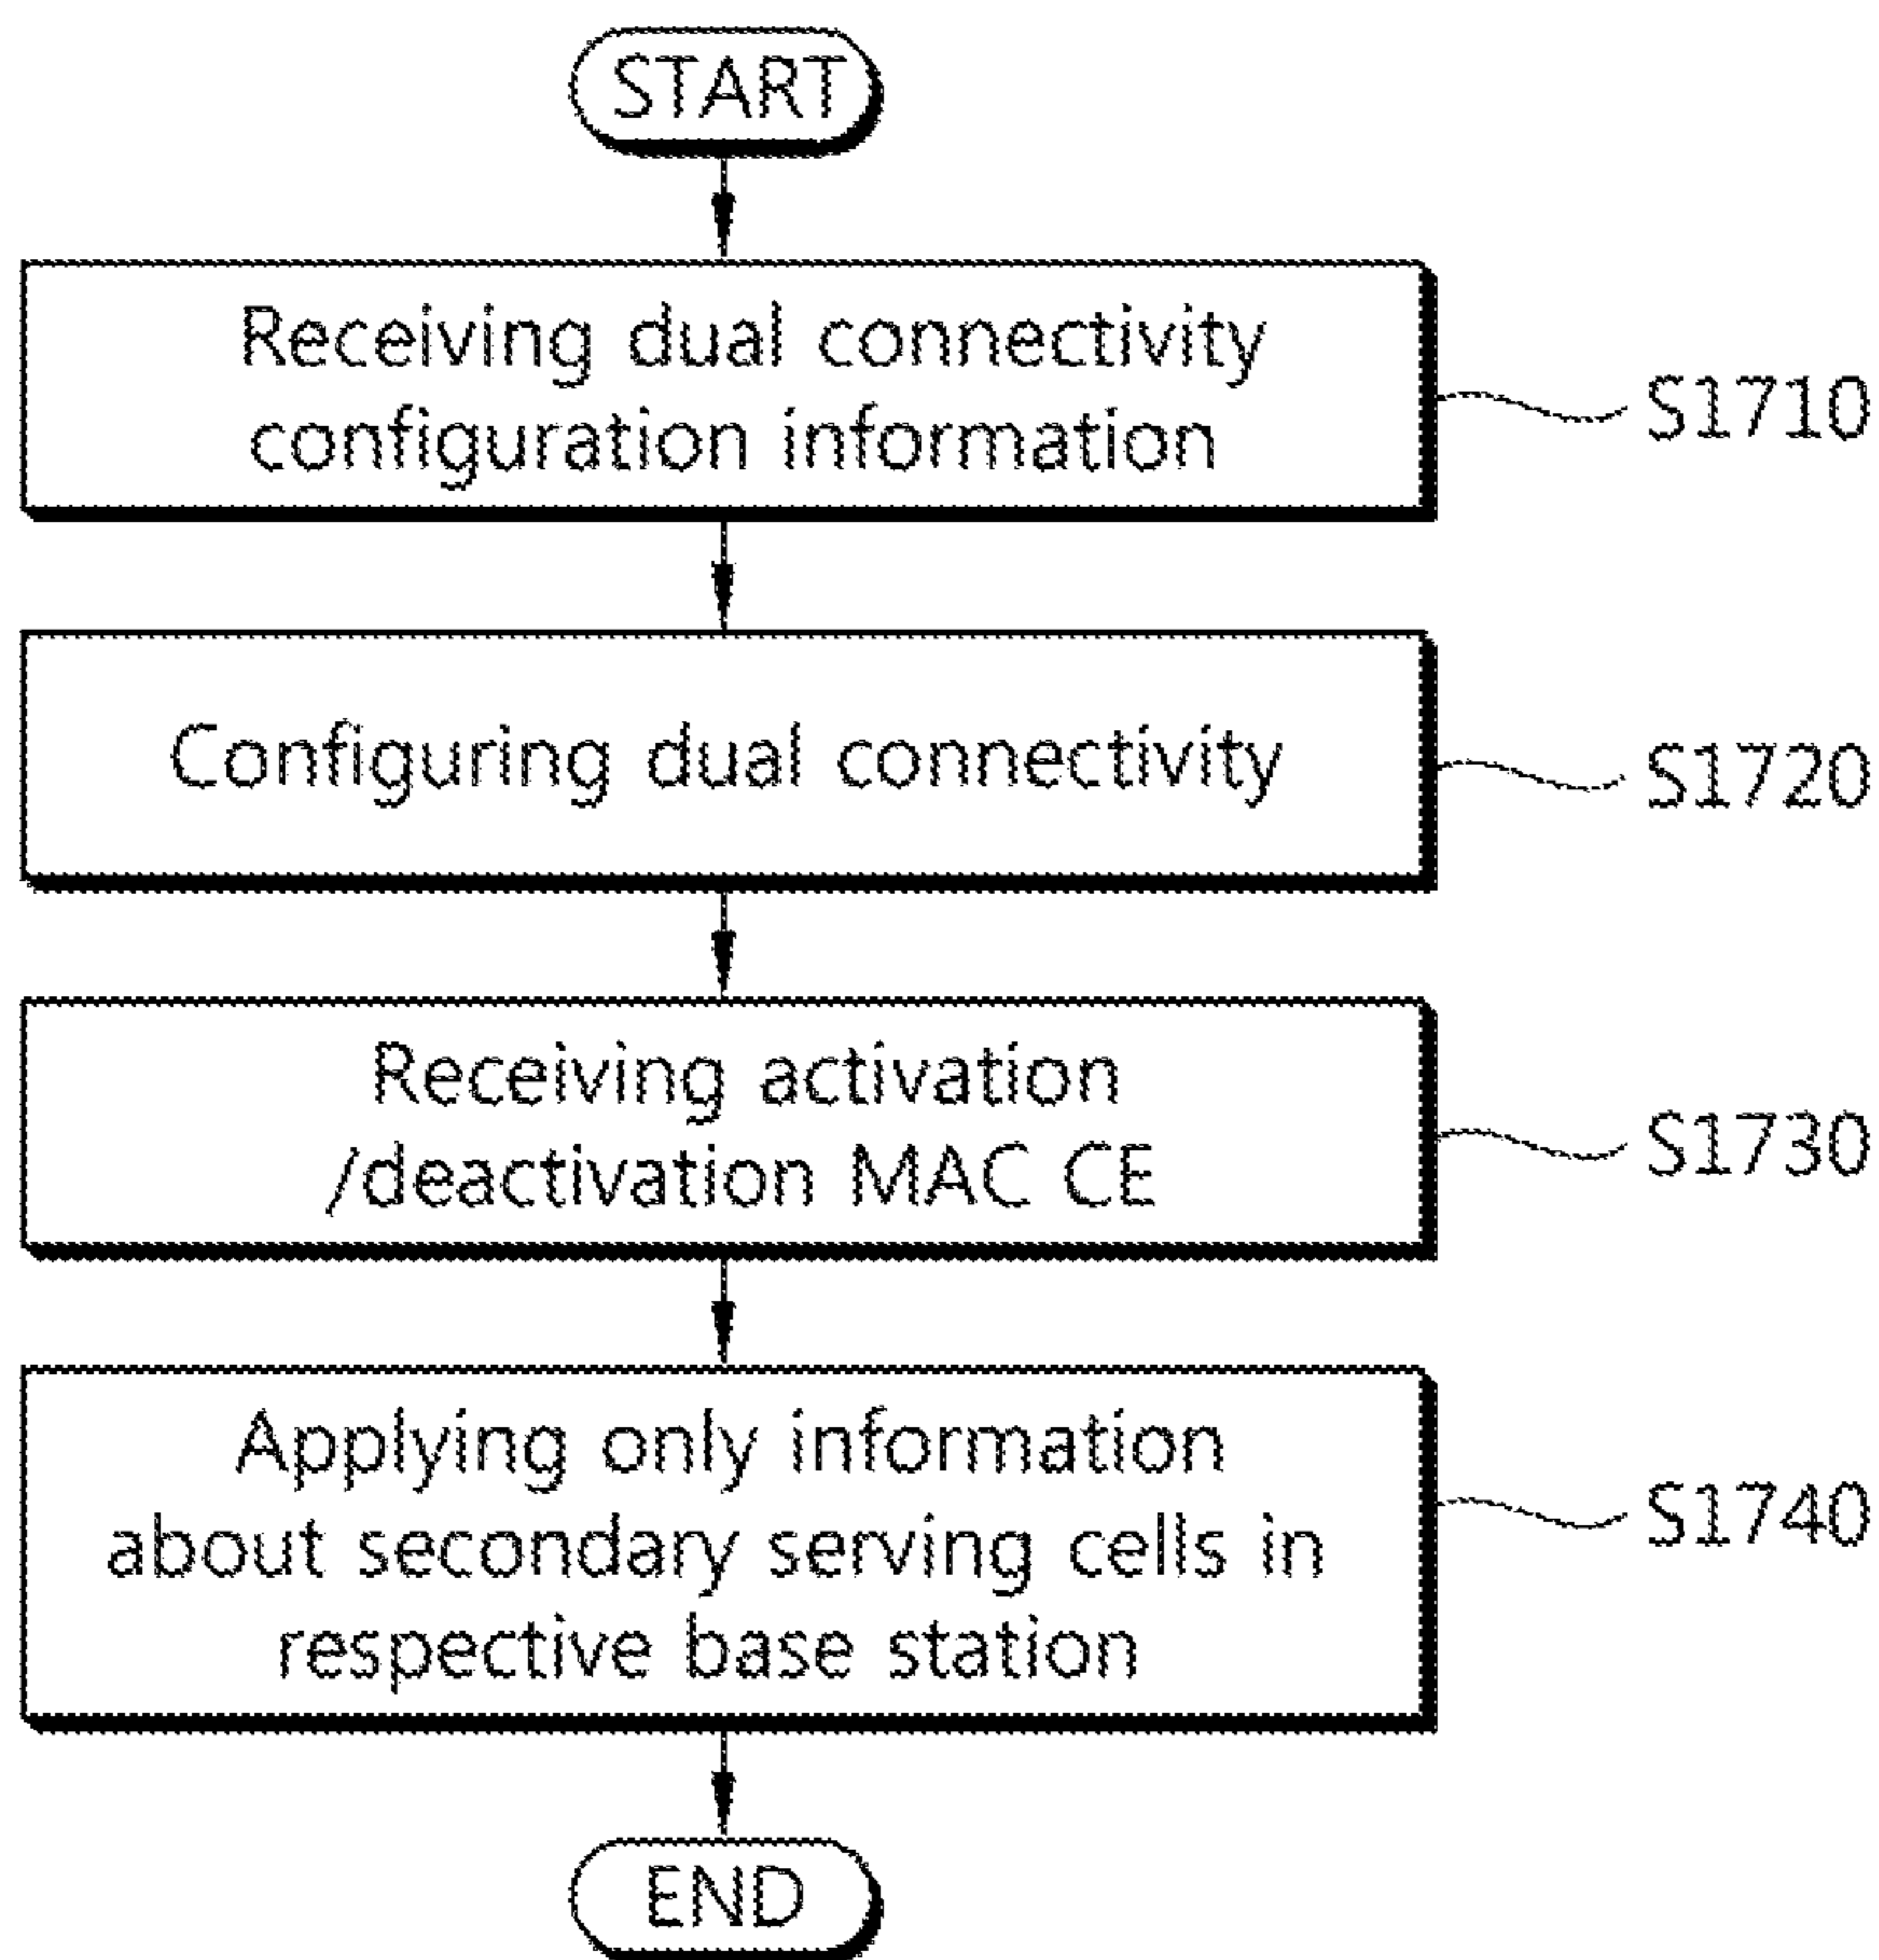 START
Receiving dual connectivity
configuration information
S1710
Configuring dual connectivity
S1720
Receiving activation
/deactivation MAC CE
S1730
Applying only information
about secondary serving cells in
respective base station
S1740
END